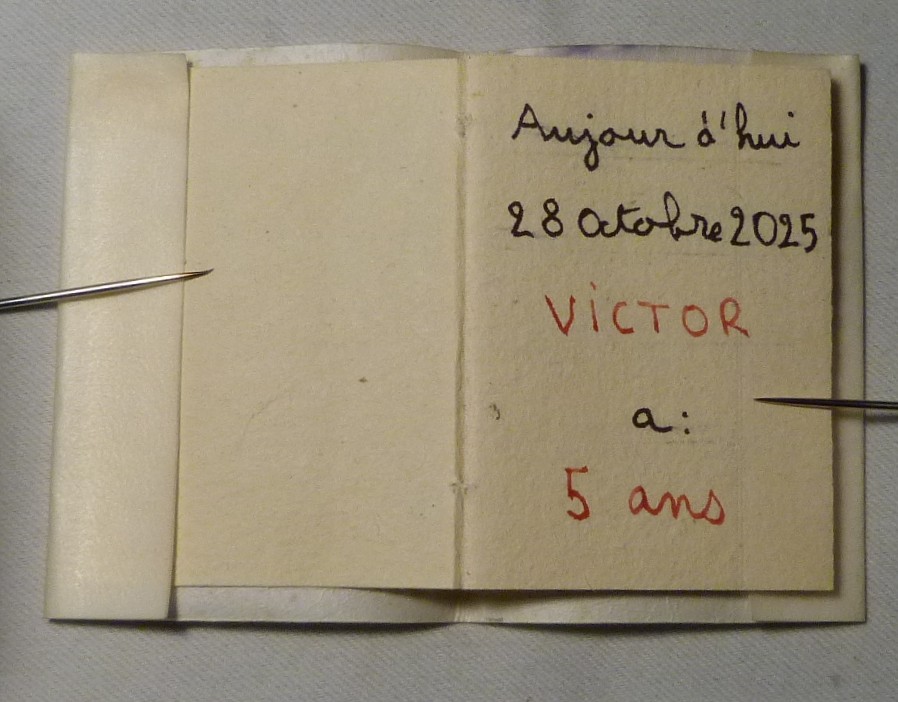 Aujour d'hui
28 Octobre 2025
VICTOR
a :
5 ans